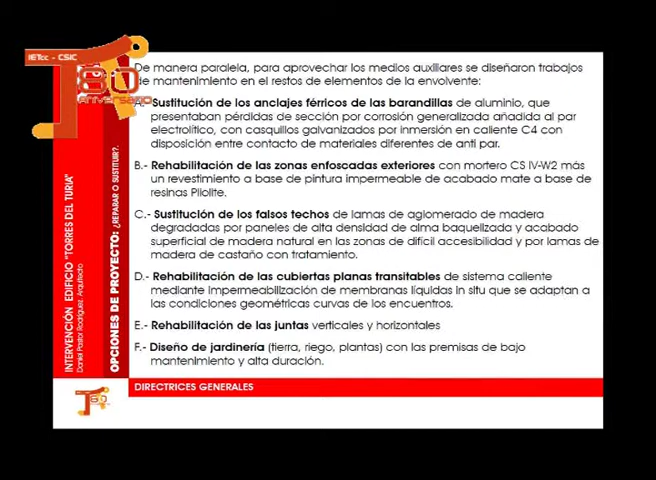 IETcc - CSIC
80
Aniversario
De manera paralela, para aprovechar los medios auxiliares se diseñaron trabajos
de mantenimiento en el restos de elementos de la envolvente:
A.- Sustitución de los anclajes férricos de las barandillas de aluminio, que
presentaban pérdidas de sección por corrosión generalizada añadida al par
electrolítico, con casquillos galvanizados por inmersión en caliente C4 con
disposición entre contacto de materiales diferentes de anti par.
B.- Rehabilitación de las zonas enfoscadas exteriores con mortero CS IV-W2 más
un revestimiento a base de pintura impermeable de acabado mate a base de
resinas Pliolite.
C.- Sustitución de los falsos techos de lamas de aglomerado de madera
degradadas por paneles de alta densidad de alma baquelizada y acabado
superficial de madera natural en las zonas de difícil accesibilidad y por lamas de
madera de castaño con tratamiento.
D.- Rehabilitación de las cubiertas planas transitables de sistema caliente
mediante impermeabilización de membranas líquidas in situ que se adaptan a
las condiciones geométricas curvas de los encuentros.
E.- Rehabilitación de las juntas verticales y horizontales
F.- Diseño de jardinería (tierra, riego, plantas) con las premisas de bajo
mantenimiento y alta duración.
DIRECTRICES GENERALES
INTERVENCIÓN EDIFICIO "TORRES DEL TURIA"
Daniel Pastor Rodríguez, Arquitecto
OPCIONES DE PROYECTO: ¿REPARAR O SUSTITUIR?.